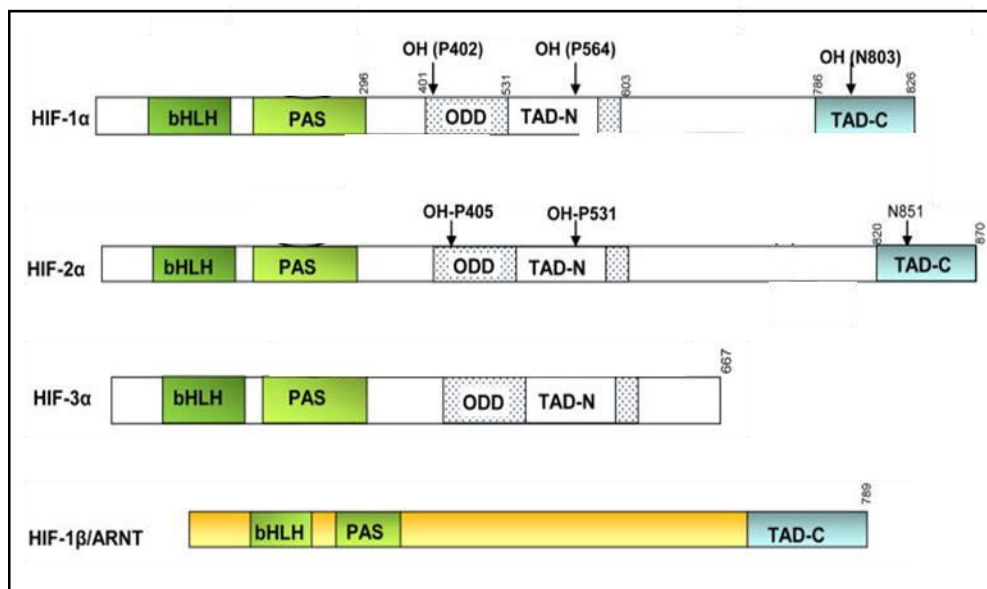 OH (P402) OH (P564) OH (N803)
296 401 531 603 786 826
HIF-1α bHLH PAS ODD TAD-N TAD-C
OH-P405 OH-P531 N851
820 870
HIF-2α bHLH PAS ODD TAD-N TAD-C
667
HIF-3α bHLH PAS ODD TAD-N
789
HIF-1β/ARNT bHLH PAS TAD-C